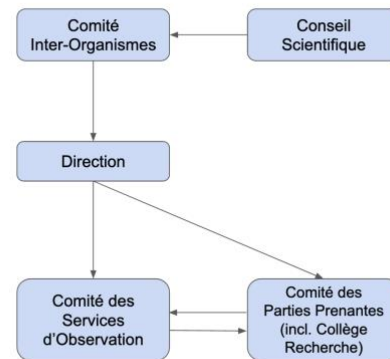 Comité
Inter-Organismes
Conseil
Scientifique
Direction
Comité des
Services
d'Observation
Comité des
Parties Prenantes
(incl. Collège
Recherche)